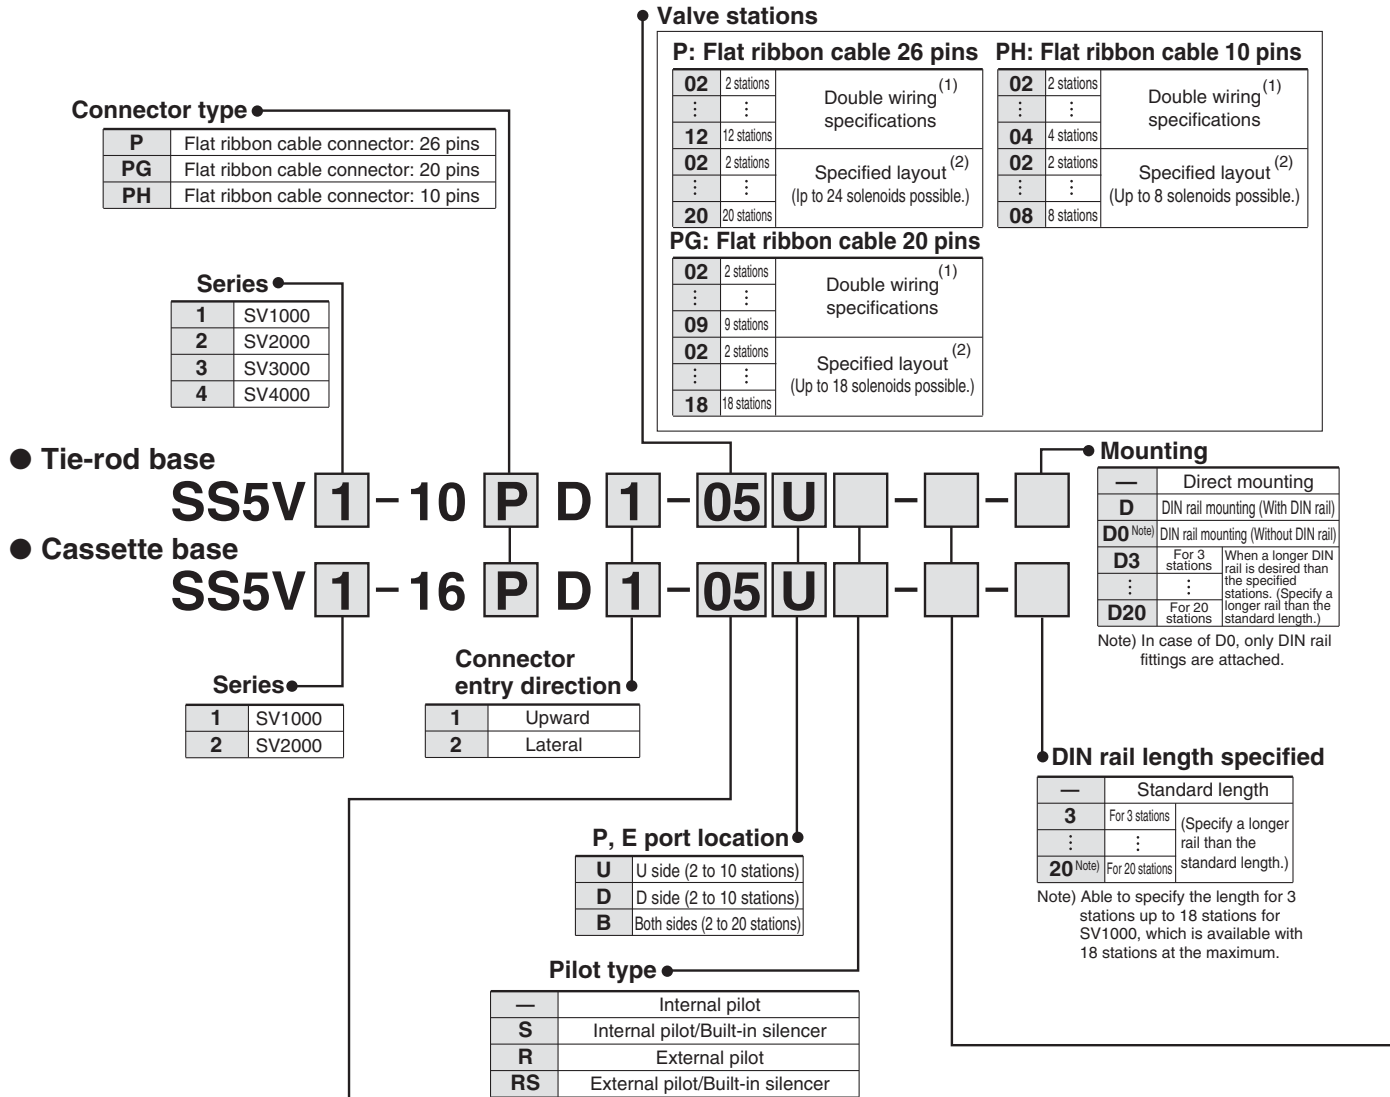 Valve stations
P: Flat ribbon cable 26 pins
02 2 stations
⋮ ⋮
12 12 stations
Double wiring (1)
specifications
02 2 stations
⋮ ⋮
20 20 stations
Specified layout (2)
(Ip to 24 solenoids possible.)
PH: Flat ribbon cable 10 pins
02 2 stations
⋮ ⋮
04 4 stations
Double wiring (1)
specifications
02 2 stations
⋮ ⋮
08 8 stations
Specified layout (2)
(Up to 8 solenoids possible.)
PG: Flat ribbon cable 20 pins
02 2 stations
⋮ ⋮
09 9 stations
Double wiring (1)
specifications
02 2 stations
⋮ ⋮
18 18 stations
Specified layout (2)
(Up to 18 solenoids possible.)
Connector type
P Flat ribbon cable connector: 26 pins
PG Flat ribbon cable connector: 20 pins
PH Flat ribbon cable connector: 10 pins
Series
1 SV1000
2 SV2000
3 SV3000
4 SV4000
● Tie-rod base
SS5V 1 - 10 P D 1 - 05 U - -
● Cassette base
SS5V 1 - 16 P D 1 - 05 U - -
Mounting
— Direct mounting
D DIN rail mounting (With DIN rail)
D0 Note) DIN rail mounting (Without DIN rail)
D3 For 3 stations
⋮ ⋮
D20 For 20 stations
When a longer DIN
rail is desired than
the specified
stations. (Specify a
longer rail than the
standard length.)
Note) In case of D0, only DIN rail
fittings are attached.
Series
1 SV1000
2 SV2000
Connector
entry direction
1 Upward
2 Lateral
DIN rail length specified
— Standard length
3 For 3 stations
⋮ ⋮
20 Note) For 20 stations
(Specify a longer
rail than the
standard length.)
Note) Able to specify the length for 3
stations up to 18 stations for
SV1000, which is available with
18 stations at the maximum.
P, E port location
U U side (2 to 10 stations)
D D side (2 to 10 stations)
B Both sides (2 to 20 stations)
Pilot type
— Internal pilot
S Internal pilot/Built-in silencer
R External pilot
RS External pilot/Built-in silencer